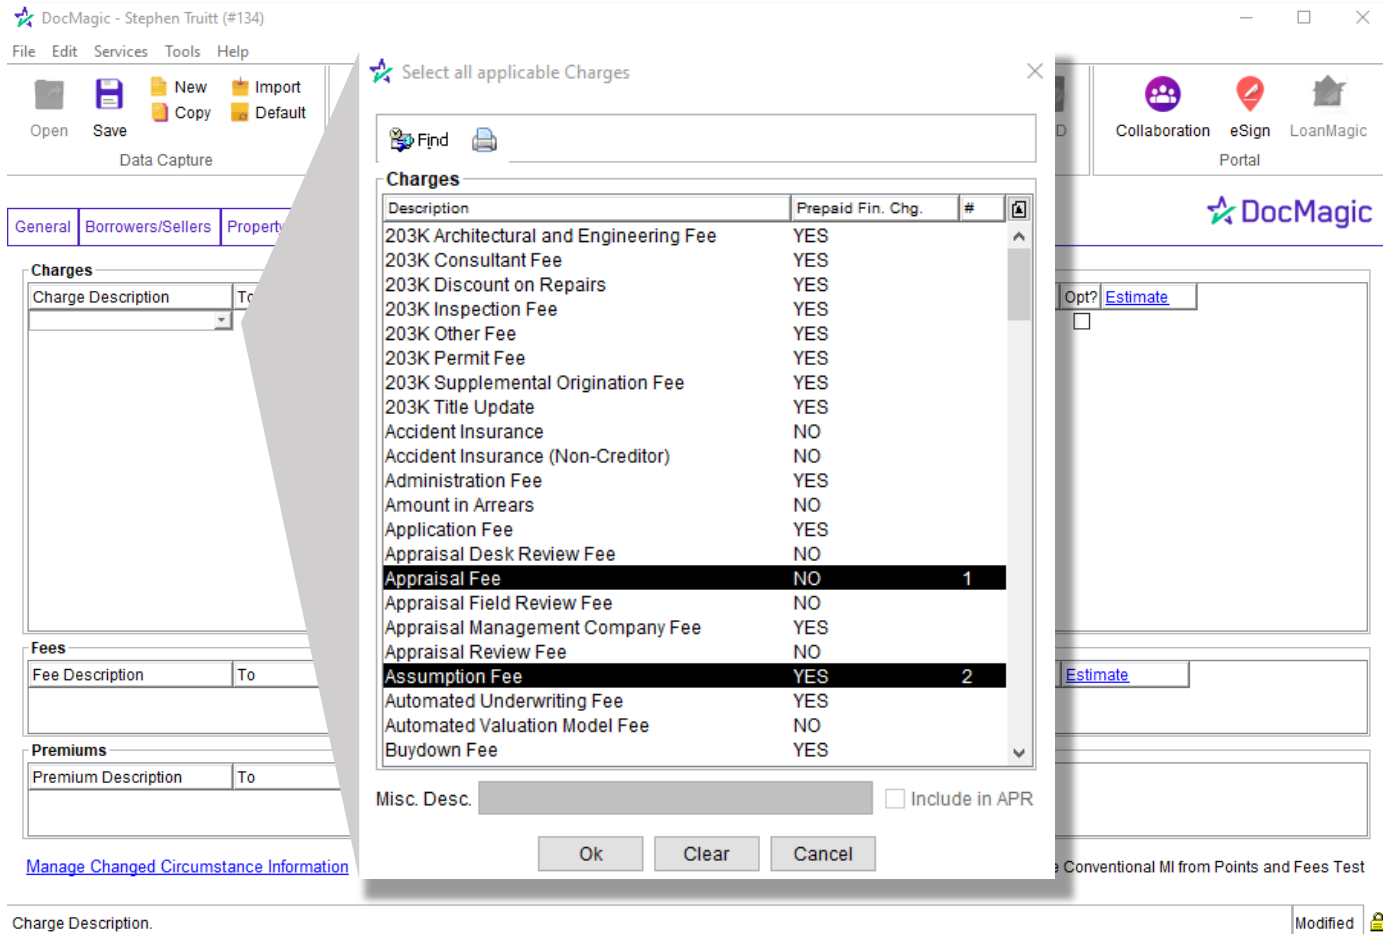 DocMagic - Stephen Truitt (#134)
File Edit Services Tools Help
Open
Save
New
Copy
Import
Default
Data Capture
D
Collaboration
eSign
LoanMagic
Portal
General
Borrowers/Sellers
Property
DocMagic
Charges
Charge Description
To
Opt?
Estimate
Fees
Fee Description
To
Estimate
Premiums
Premium Description
To
Manage Changed Circumstance Information
Conventional MI from Points and Fees Test
Charge Description.
Modified
Select all applicable Charges
Find
Charges
Description Prepaid Fin. Chg. #
203K Architectural and Engineering Fee YES
203K Consultant Fee YES
203K Discount on Repairs YES
203K Inspection Fee YES
203K Other Fee YES
203K Permit Fee YES
203K Supplemental Origination Fee YES
203K Title Update YES
Accident Insurance NO
Accident Insurance (Non-Creditor) NO
Administration Fee YES
Amount in Arrears NO
Application Fee YES
Appraisal Desk Review Fee NO
Appraisal Fee NO 1
Appraisal Field Review Fee NO
Appraisal Management Company Fee YES
Appraisal Review Fee NO
Assumption Fee YES 2
Automated Underwriting Fee YES
Automated Valuation Model Fee NO
Buydown Fee YES
Misc. Desc.
Include in APR
Ok
Clear
Cancel